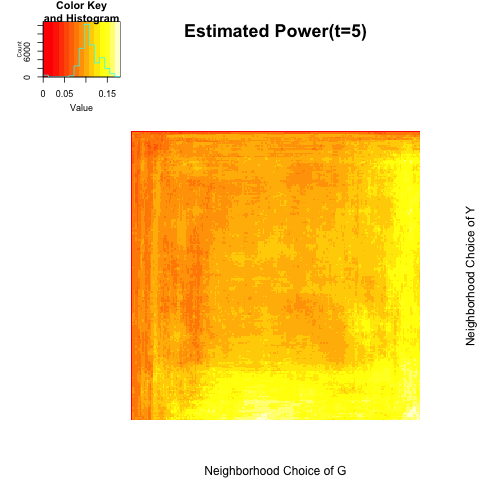 Color Key
and Histogram
Estimated Power(t=5)
Count
0 6000
0 0.05 0.15
Value
Neighborhood Choice of Y
Neighborhood Choice of G